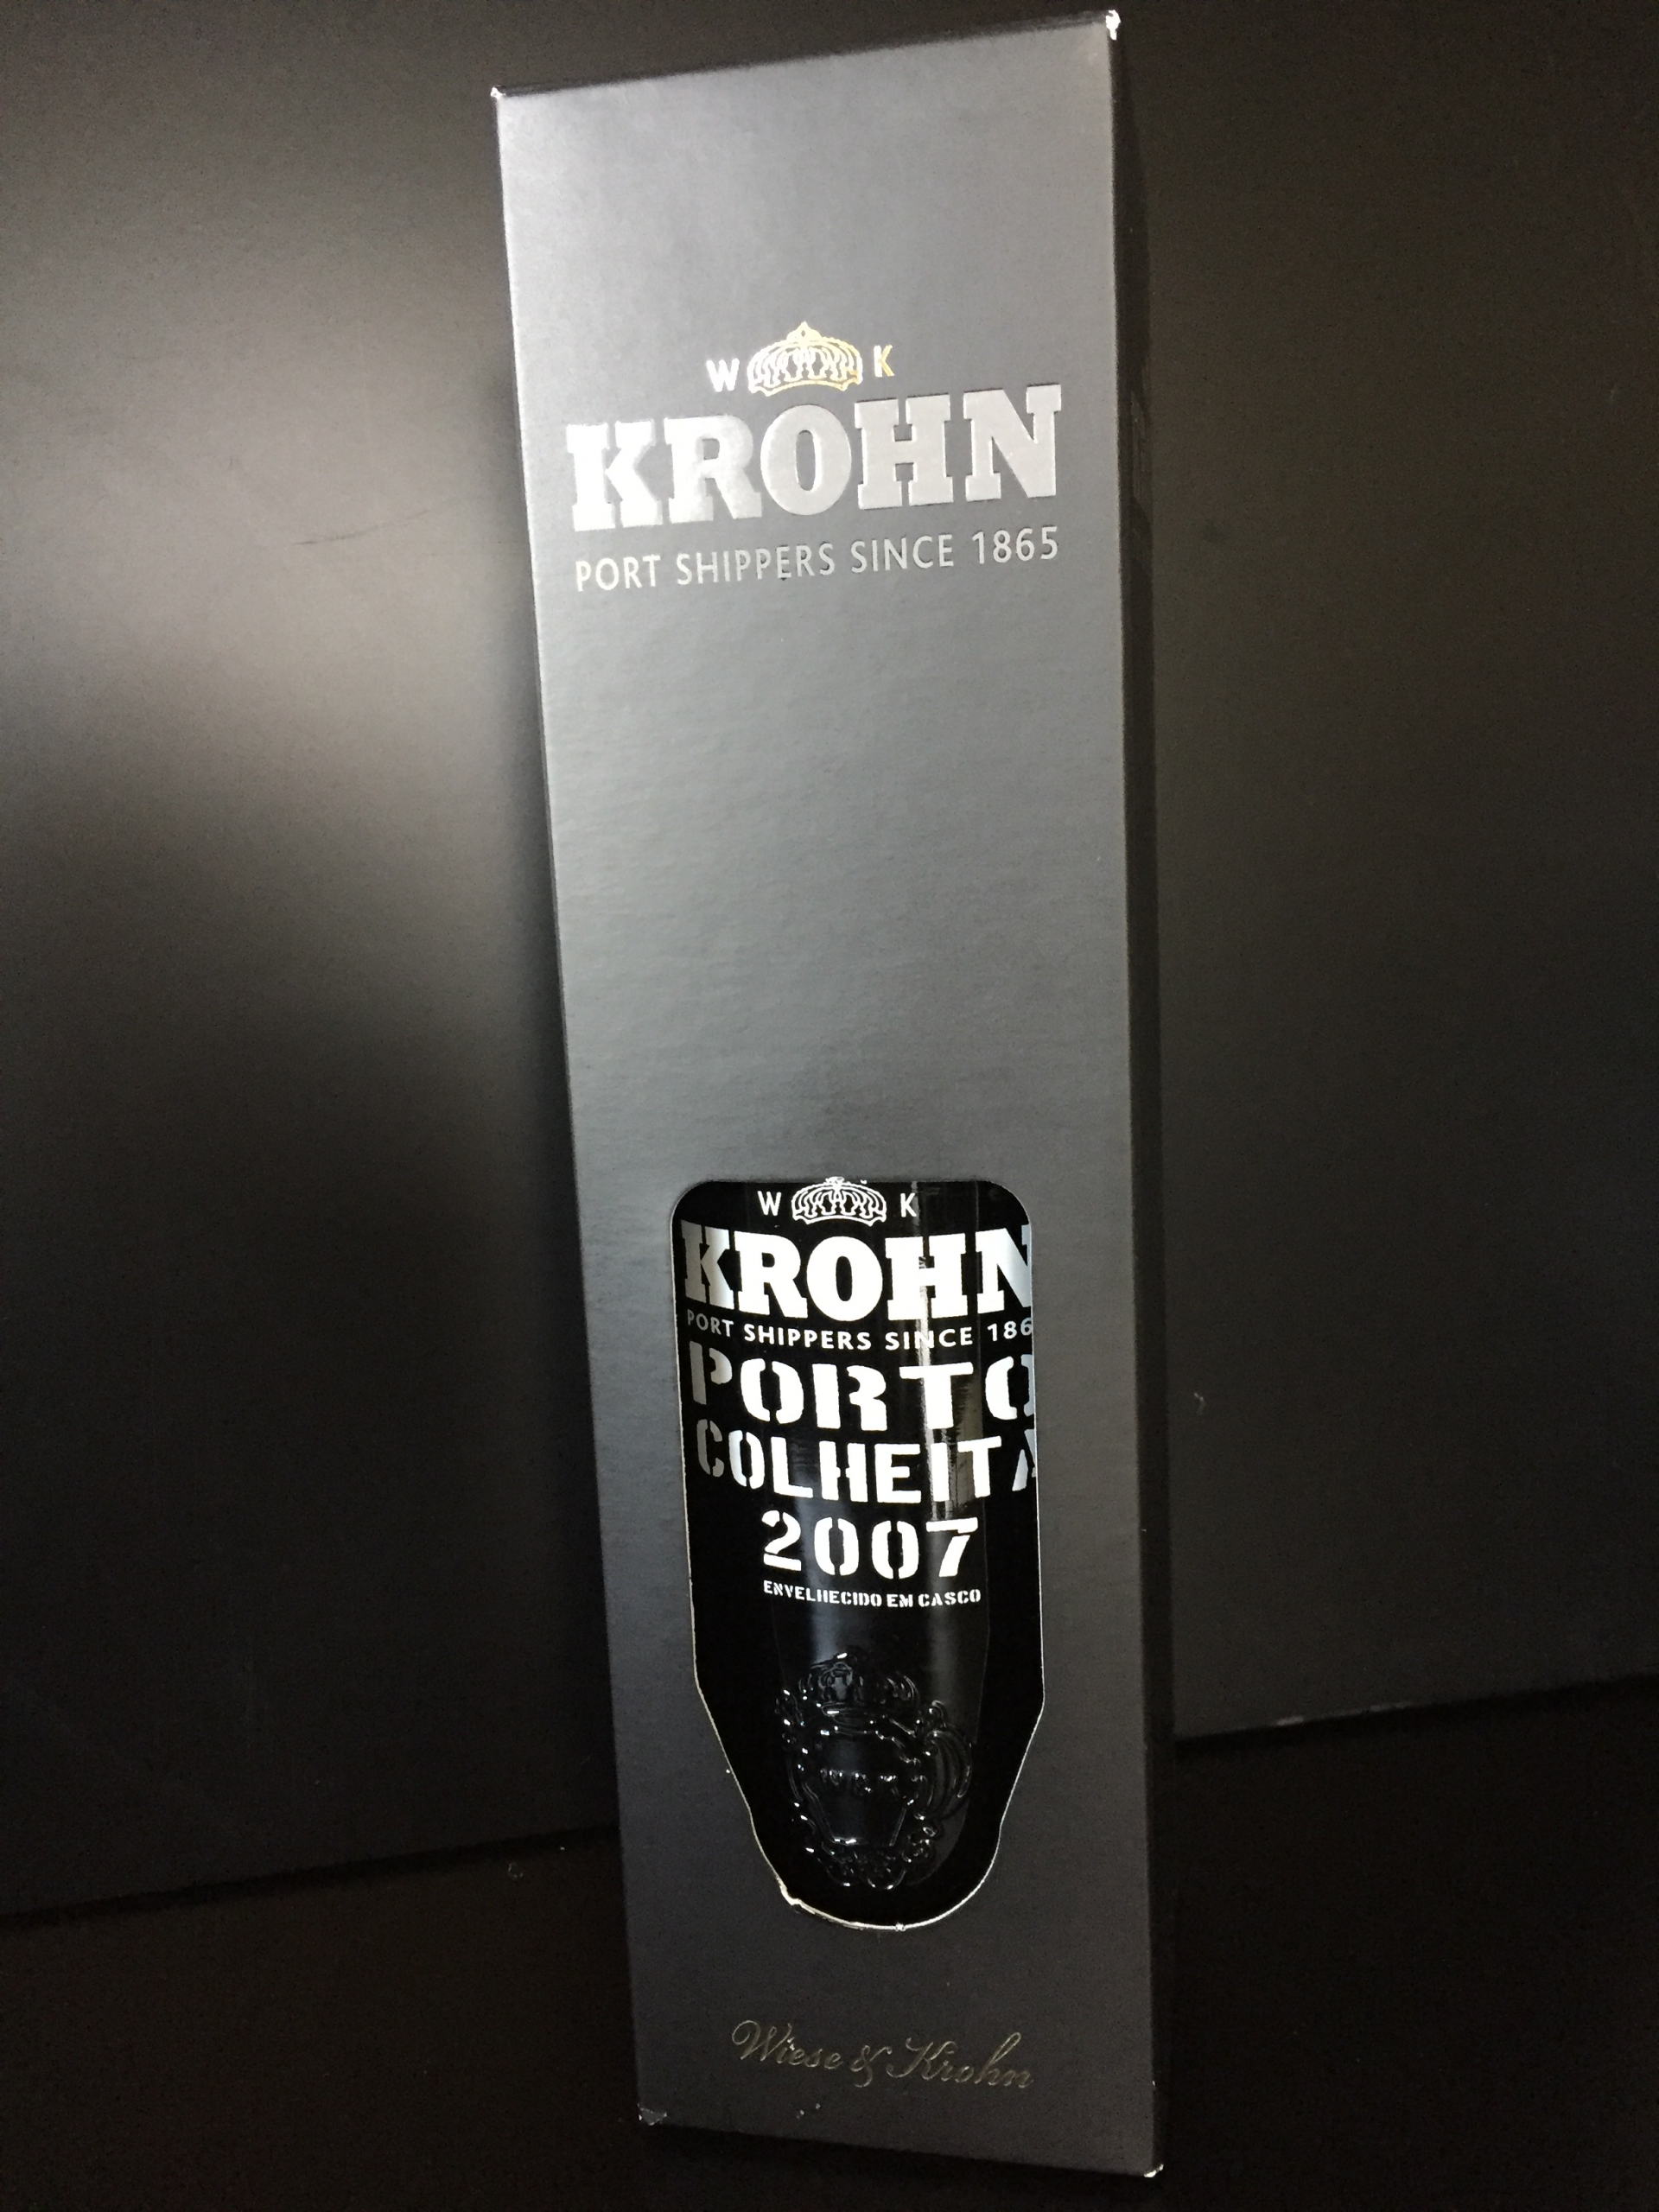 W K
KROHN
PORT SHIPPERS SINCE 1865
W K
KROHN
PORT SHIPPERS SINCE 186
PORTO
COLHEITA
2007
ENVELHECIDO EM CASCO
W & K
Wiese & Krohn